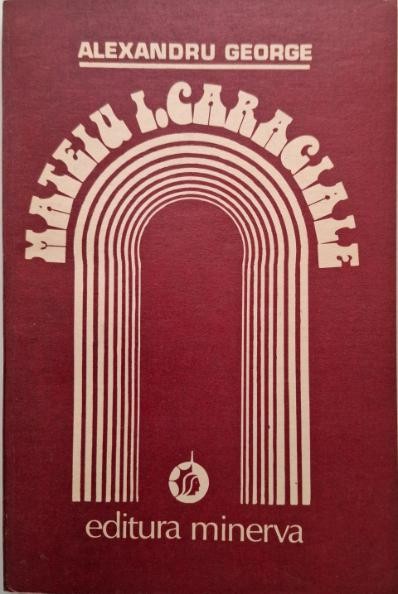 ALEXANDRU GEORGE
MATEIU I. CARAGIALE
editura minerva